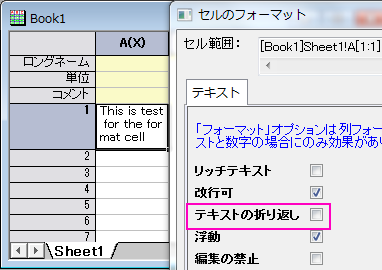 Book1
A(X)
ロングネーム
単位
コメント
1
This is test
for the for
mat cell
2
3
4
5
6
7
Sheet1
セルのフォーマット
セル範囲:
[Book1]Sheet1!A[1:1]
テキスト
「フォーマット」オプションは列フォー
ストと数字の場合にのみ効果があり
リッチテキスト
改行可
テキストの折り返し
浮動
編集の禁止